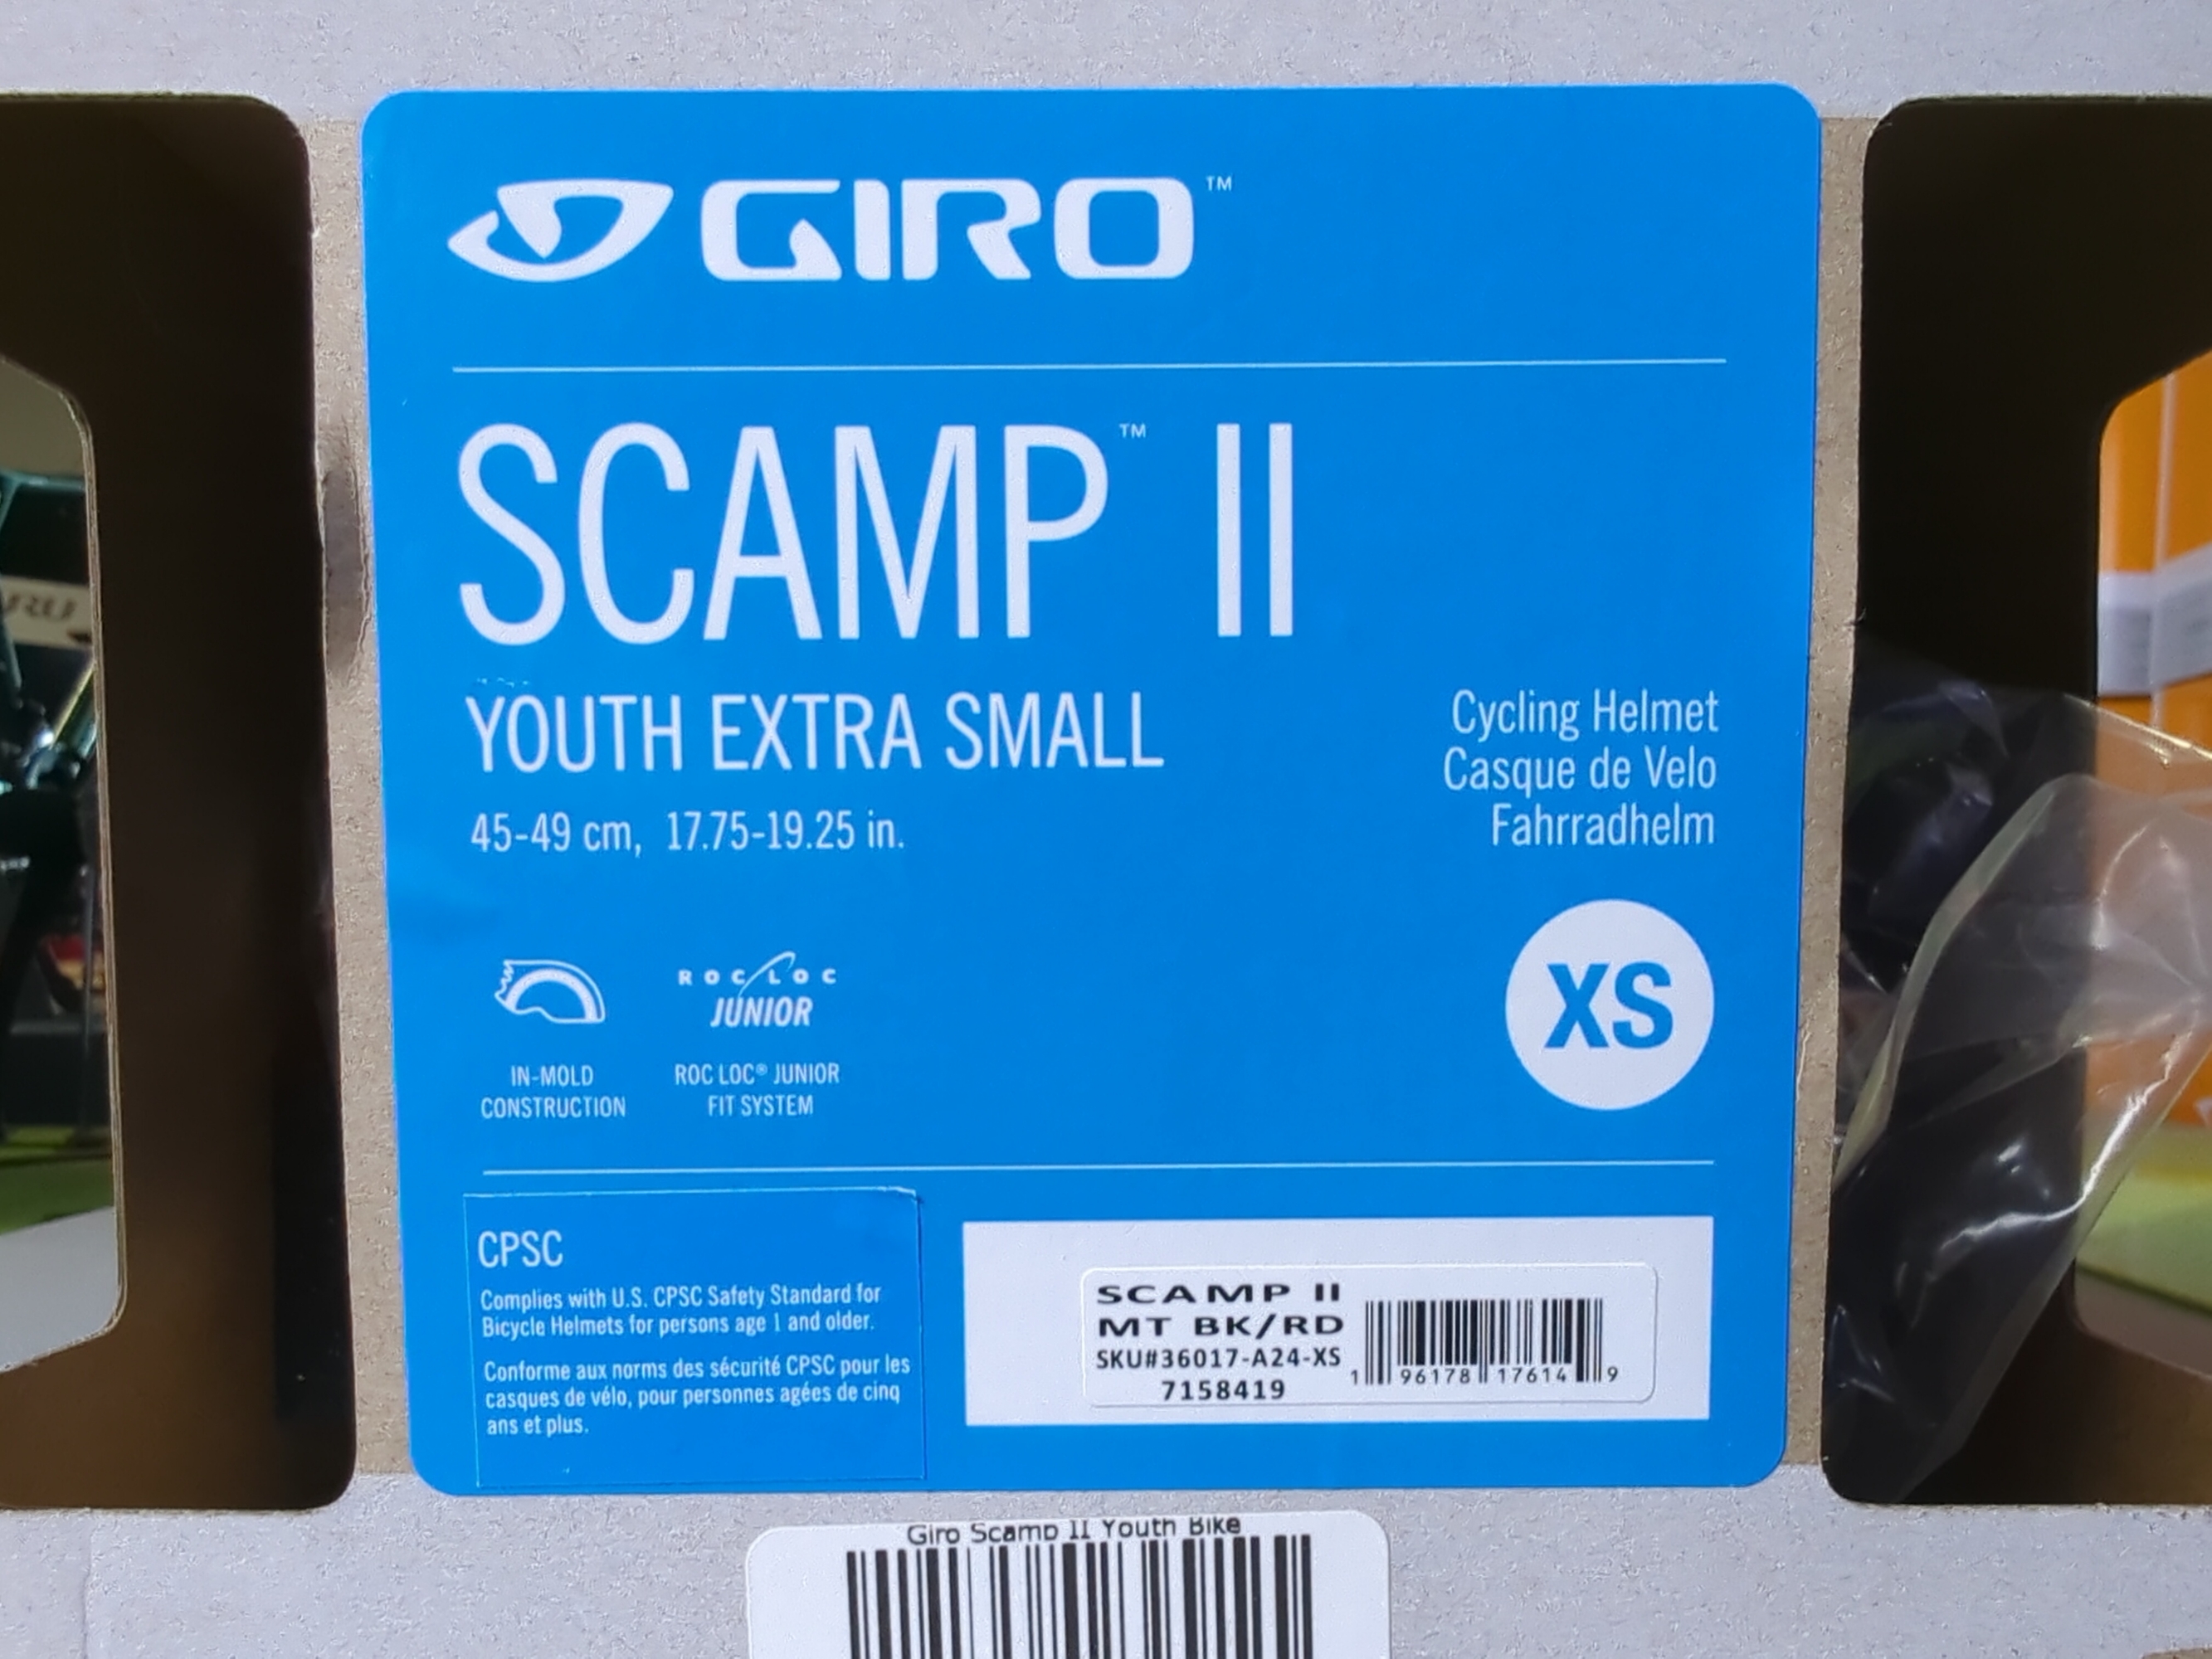 GIRO™
SCAMP™ II
YOUTH EXTRA SMALL
45-49 cm, 17.75-19.25 in.
Cycling Helmet
Casque de Velo
Fahrradhelm
ROC LOC
JUNIOR
XS
IN-MOLD
CONSTRUCTION
ROC LOC® JUNIOR
FIT SYSTEM
CPSC
Complies with U.S. CPSC Safety Standard for
Bicycle Helmets for persons age 1 and older.
Conforme aux norms des sécurité CPSC pour les
casques de vélo, pour personnes agées de cinq
ans et plus.
SCAMP II
MT BK/RD
SKU#36017-A24-XS
7158419
1 96178 17614 9
Giro Scamp II Youth Bike